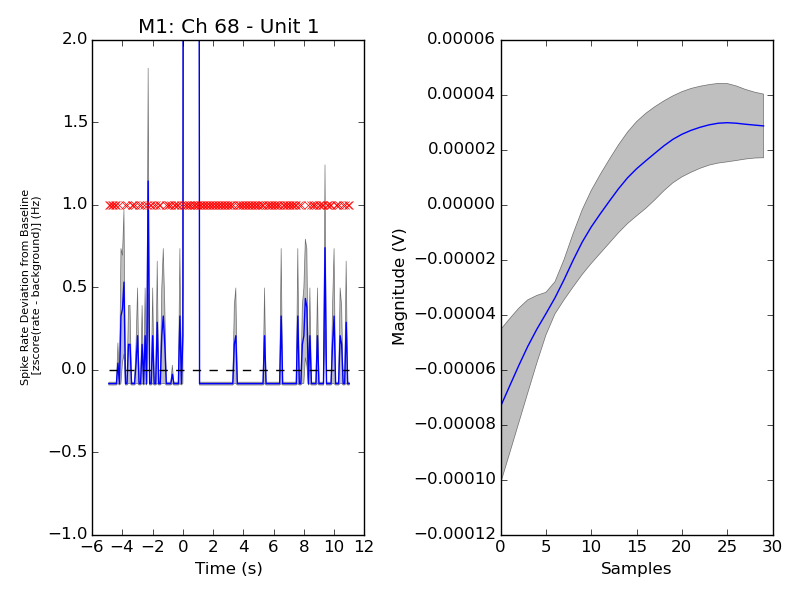 M1: Ch 68 - Unit 1
2.0
1.5
1.0
0.5
0.0
−0.5
−1.0
Spike Rate Deviation from Baseline
[zscore(rate - background)] (Hz)
−6 −4 −2 0 2 4 6 8 10 12
Time (s)
0.00006
0.00004
0.00002
0.00000
−0.00002
−0.00004
−0.00006
−0.00008
−0.00010
−0.00012
Magnitude (V)
0 5 10 15 20 25 30
Samples